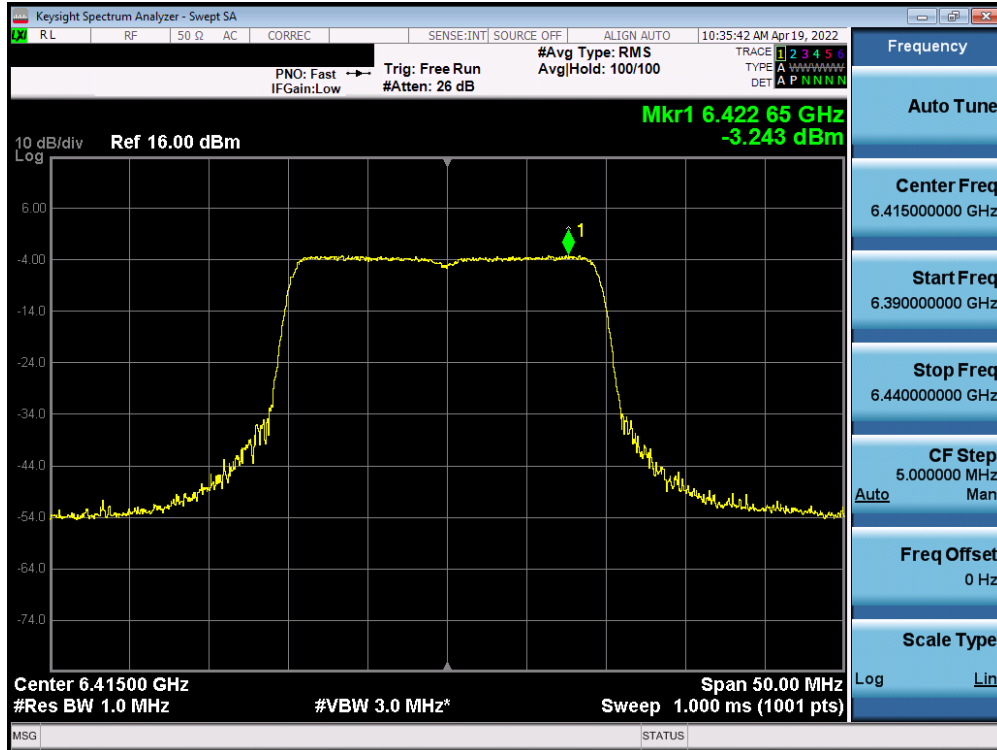 Keysight Spectrum Analyzer - Swept SA
LXI RL RF 50 Ω AC CORREC SENSE:INT SOURCE OFF ALIGN AUTO 10:35:42 AM Apr 19, 2022
#Avg Type: RMS TRACE 1 2 3 4 5 6
PNO: Fast Trig: Free Run Avg|Hold: 100/100 TYPE A WWWWW
IFGain:Low #Atten: 26 dB DET A P N N N N
Mkr1 6.422 65 GHz
10 dB/div Ref 16.00 dBm -3.243 dBm
Log
1
6.00
-4.00
-14.0
-24.0
-34.0
-44.0
-54.0
-64.0
-74.0
Center 6.41500 GHz Span 50.00 MHz
#Res BW 1.0 MHz #VBW 3.0 MHz* Sweep 1.000 ms (1001 pts)
MSG STATUS
Frequency
Auto Tune
Center Freq
6.415000000 GHz
Start Freq
6.390000000 GHz
Stop Freq
6.440000000 GHz
CF Step
5.000000 MHz
Auto Man
Freq Offset
0 Hz
Scale Type
Log Lin